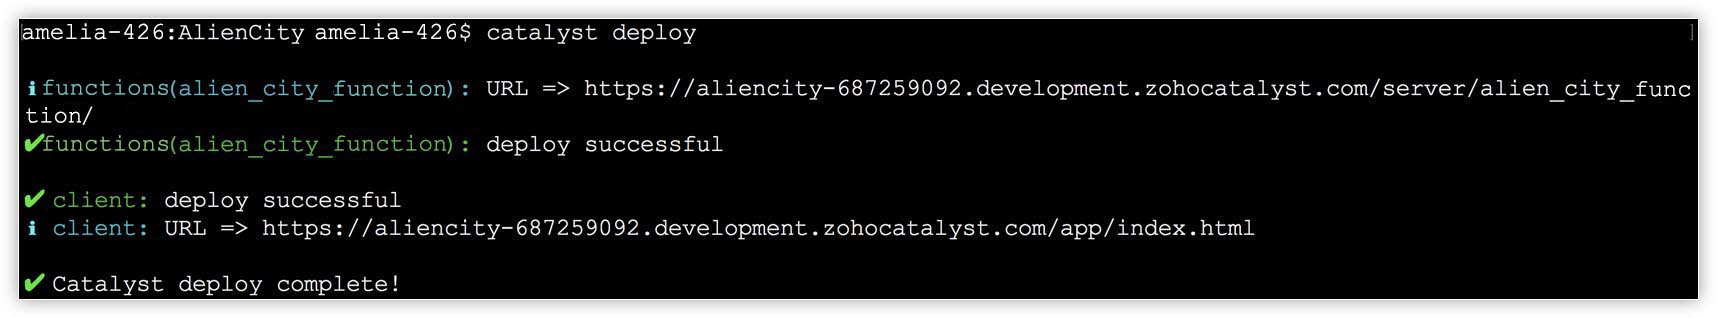 amelia-426:AlienCity amelia-426$ catalyst deploy
ℹfunctions(alien_city_function): URL => https://aliencity-687259092.development.zohocatalyst.com/server/alien_city_func
tion/
✔functions(alien_city_function): deploy successful
✔ client: deploy successful
ℹ client: URL => https://aliencity-687259092.development.zohocatalyst.com/app/index.html
✔ Catalyst deploy complete!